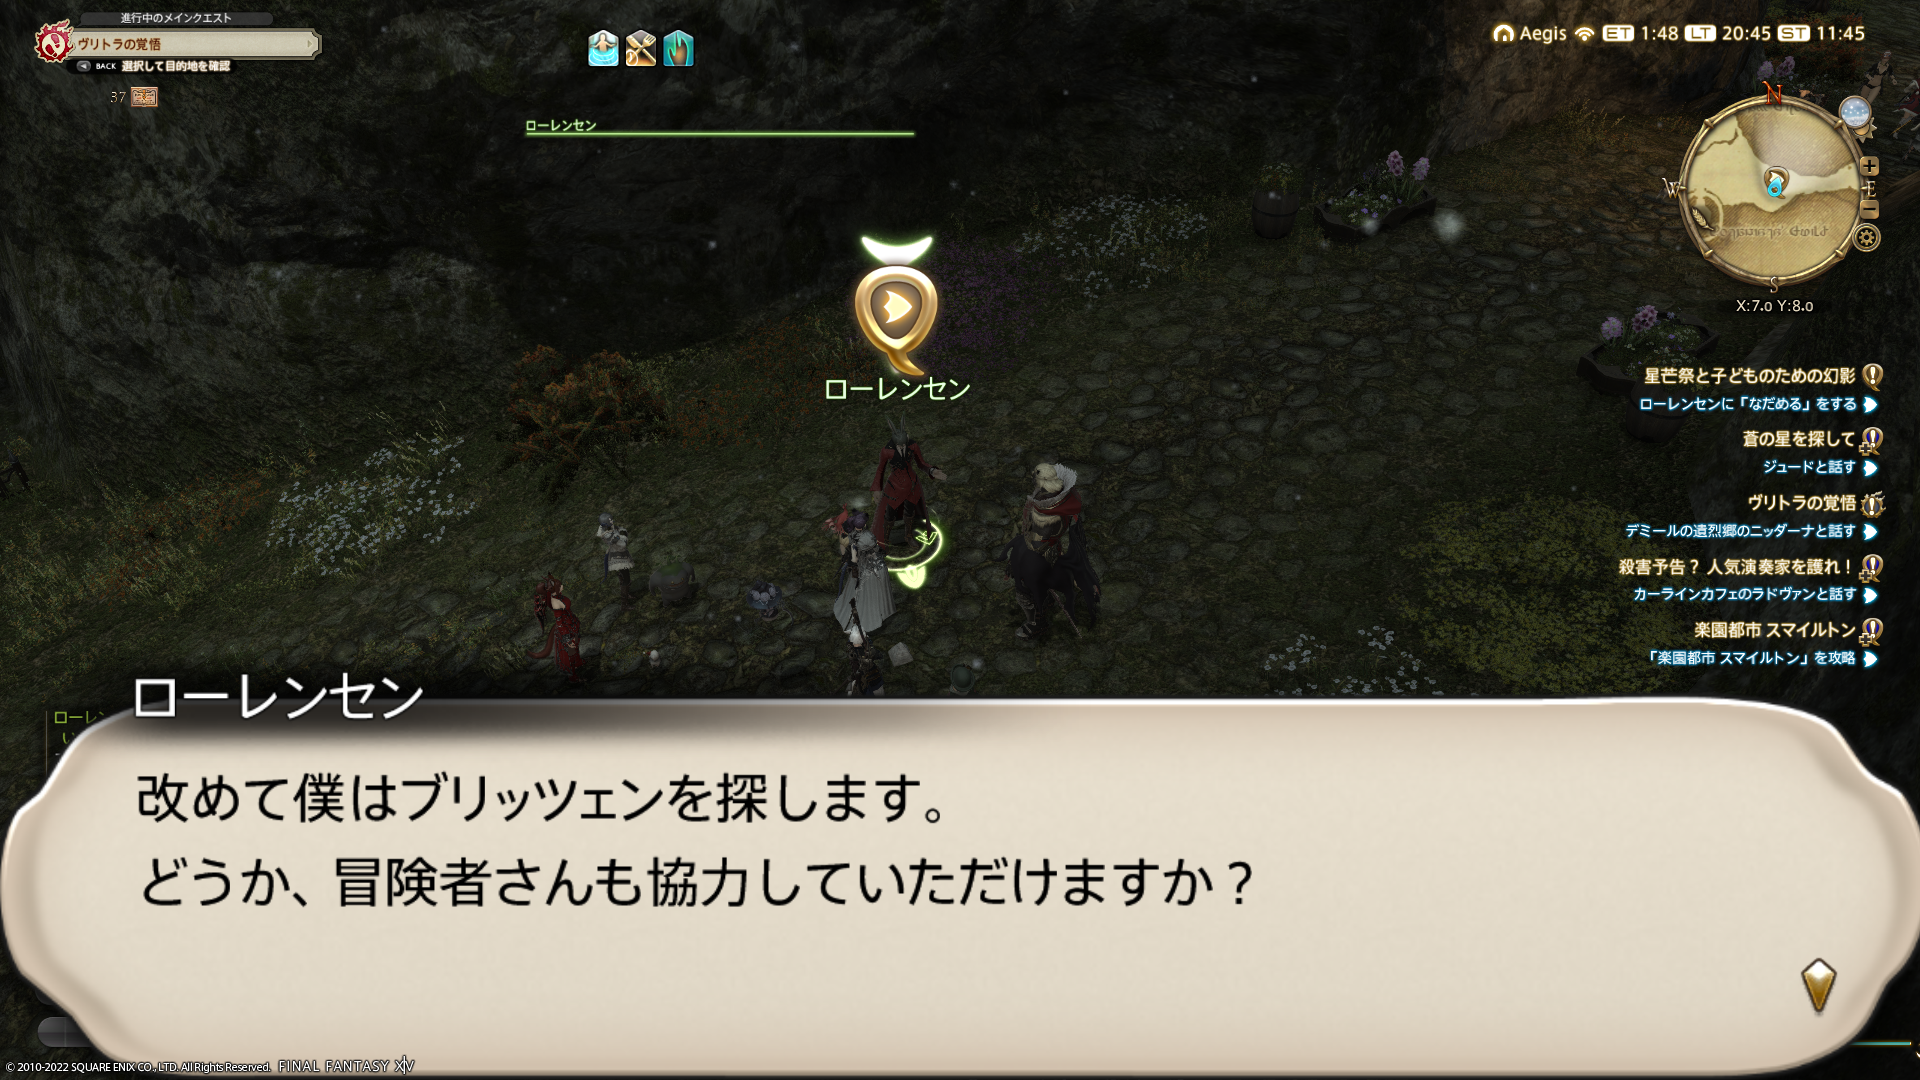 進行中のメインクエスト
ヴリトラの覚悟
BACK 選択して目的地を確認
37
ローレンセン
Aegis ET 1:48 LT 20:45 ST 11:45
N
W
E
S
X:7.0 Y:8.0
ローレンセン
星芒祭と子どものための幻影
ローレンセンに「なだめる」をする
蒼の星を探して
ジュードと話す
ヴリトラの覚悟
デミールの遺烈郷のニッダーナと話す
殺害予告？ 人気演奏家を護れ！
カーラインカフェのラドヴァンと話す
楽園都市 スマイルトン
「楽園都市 スマイルトン」を攻略
ローレンセン
改めて僕はブリッツェンを探します。
どうか、冒険者さんも協力していただけますか？
© 2010-2022 SQUARE ENIX CO., LTD. All Rights Reserved. FINAL FANTASY XIV